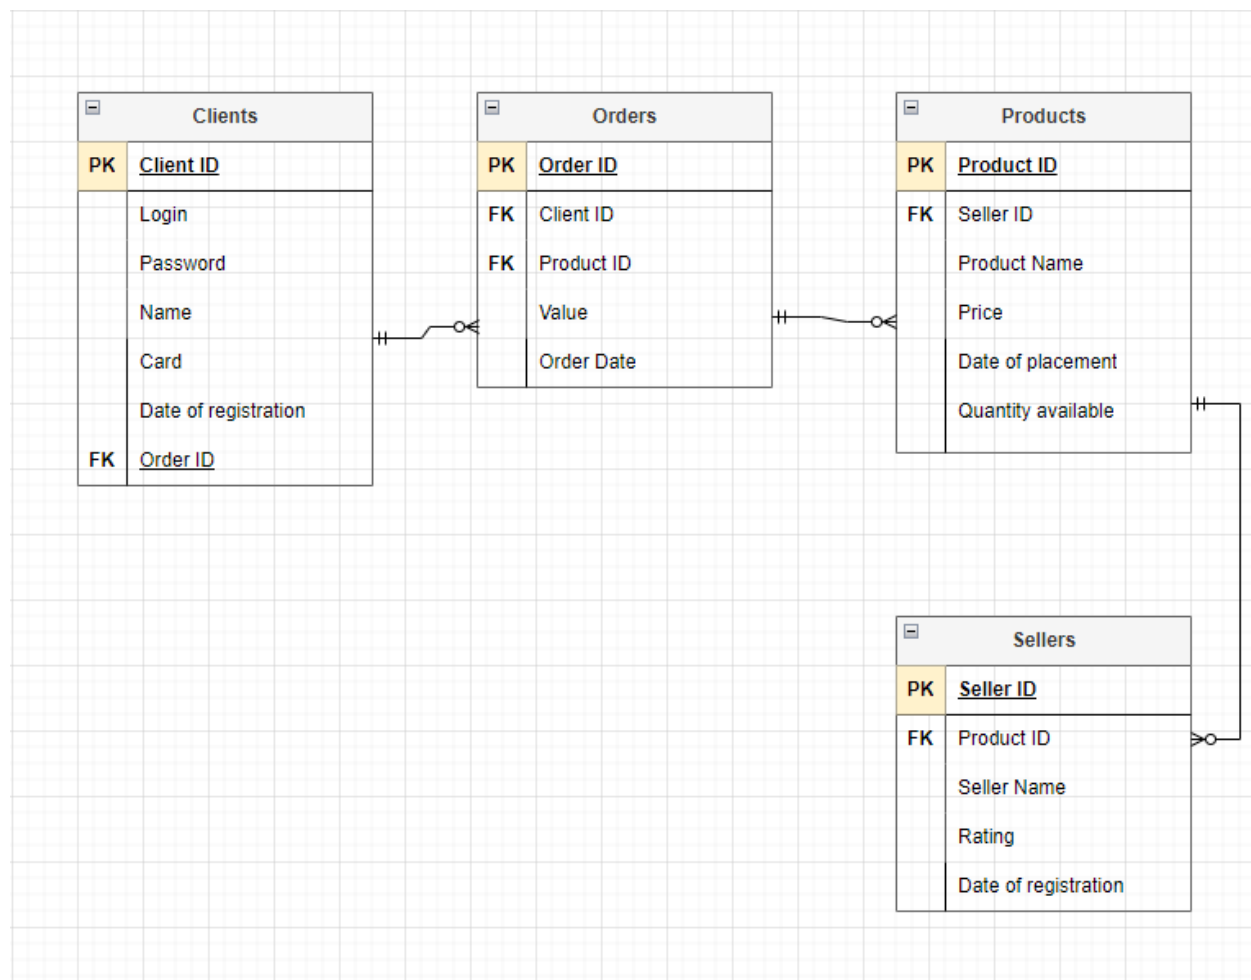 Clients
PK Client ID
Login
Password
Name
Card
Date of registration
FK Order ID
Orders
PK Order ID
FK Client ID
FK Product ID
Value
Order Date
Products
PK Product ID
FK Seller ID
Product Name
Price
Date of placement
Quantity available
Sellers
PK Seller ID
FK Product ID
Seller Name
Rating
Date of registration